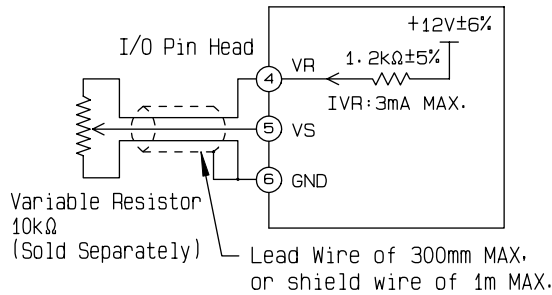 +12V±6%
I/O Pin Head
1.2kΩ±5%
4 VR
IVR:3mA MAX.
5 VS
6 GND
Variable Resistor
10kΩ
(Sold Separately)
Lead Wire of 300mm MAX.
or shield wire of 1m MAX.